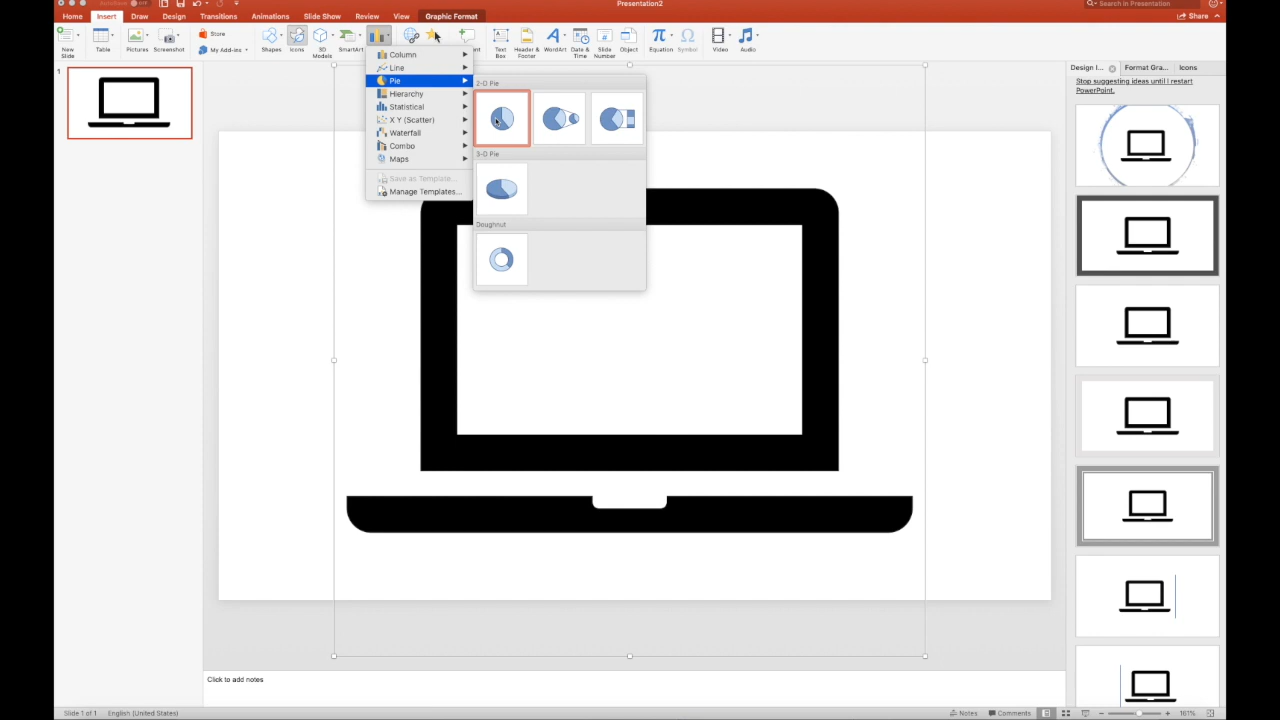 AutoSave OFF
Presentation2
Search in Presentation
Home Insert Draw Design Transitions Animations Slide Show Review View Graphic Format
Share
New Slide
Table
Pictures
Screenshot
Store
My Add-ins
Shapes
Icons
3D Models
SmartArt
Text Box
Header & Footer
WordArt
Date & Time
Slide Number
Object
Equation
Symbol
Video
Audio
Column
Line
Pie
Hierarchy
Statistical
X Y (Scatter)
Waterfall
Combo
Maps
Save as Template...
Manage Templates...
2-D Pie
3-D Pie
Doughnut
1
Design I... Format Gra... Icons
Stop suggesting ideas until I restart
PowerPoint.
Click to add notes
Slide 1 of 1 English (United States)
Notes Comments 161%